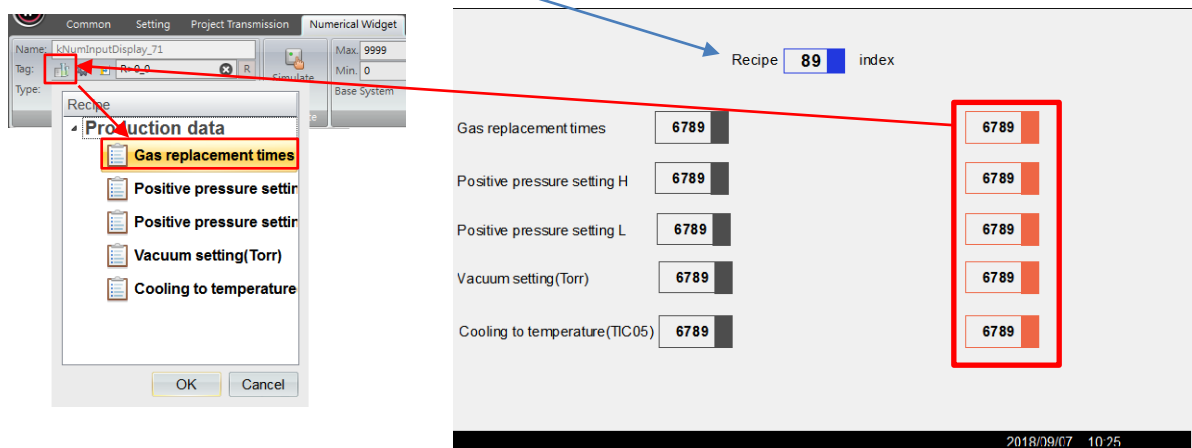 Common Setting Project Transmission Numerical Widget
Name: kNumInputDisplay_71 Max. 9999
Tag: R>0_0 R Simulate Min. 0
Type: Base System
Recipe
Production data
Gas replacement times
Positive pressure settin
Positive pressure settin
Vacuum setting(Torr)
Cooling to temperature
OK Cancel
Recipe 89 index
Gas replacement times 6789 6789
Positive pressure setting H 6789 6789
Positive pressure setting L 6789 6789
Vacuum setting(Torr) 6789 6789
Cooling to temperature(TIC05) 6789 6789
2018/09/07 10:25